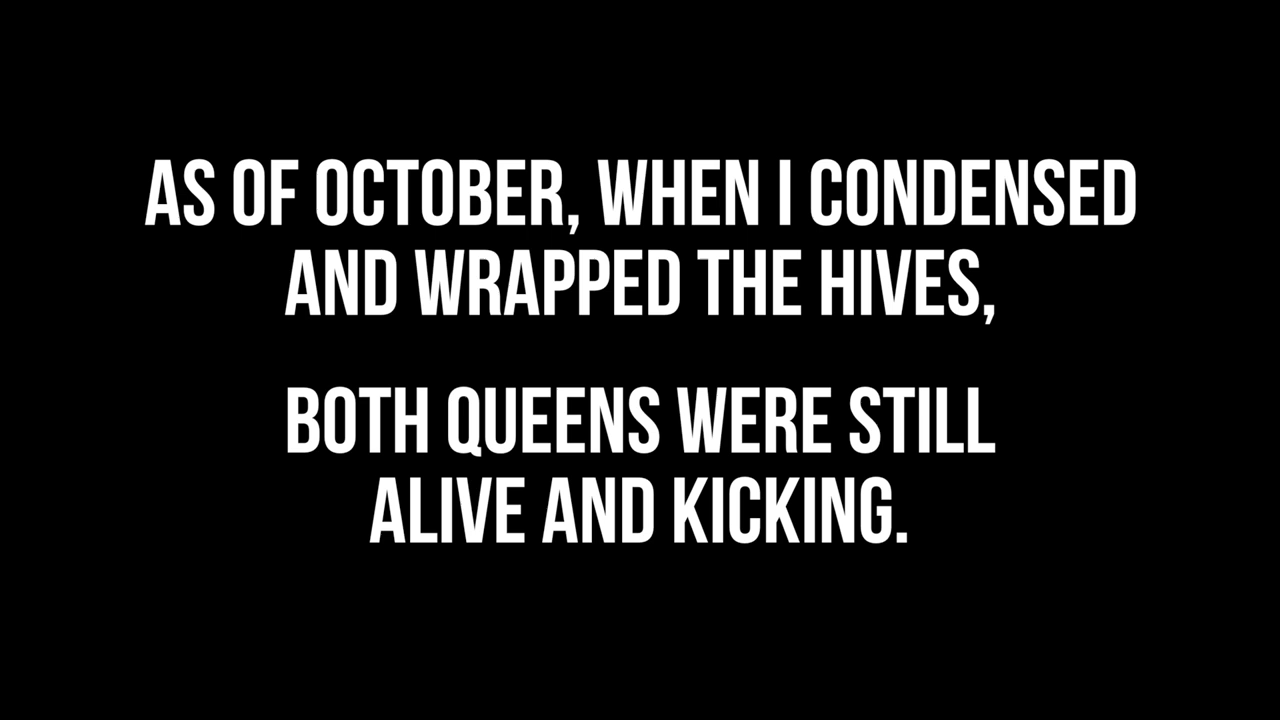 AS OF OCTOBER, WHEN I CONDENSED
AND WRAPPED THE HIVES,
BOTH QUEENS WERE STILL
ALIVE AND KICKING.